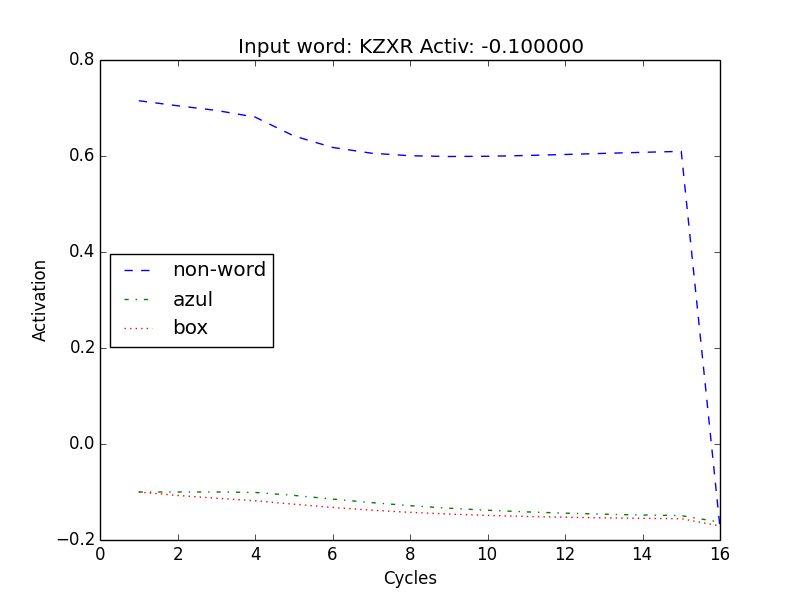 Input word: KZXR Activ: -0.100000
0.8
0.6
0.4
0.2
0.0
−0.2
Activation
non-word
azul
box
0 2 4 6 8 10 12 14 16
Cycles